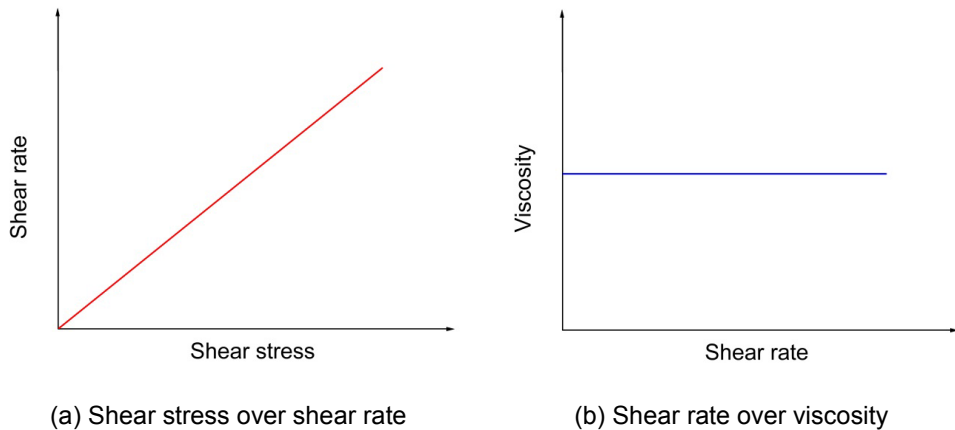 Shear rate
Shear stress
(a) Shear stress over shear rate
Viscosity
Shear rate
(b) Shear rate over viscosity